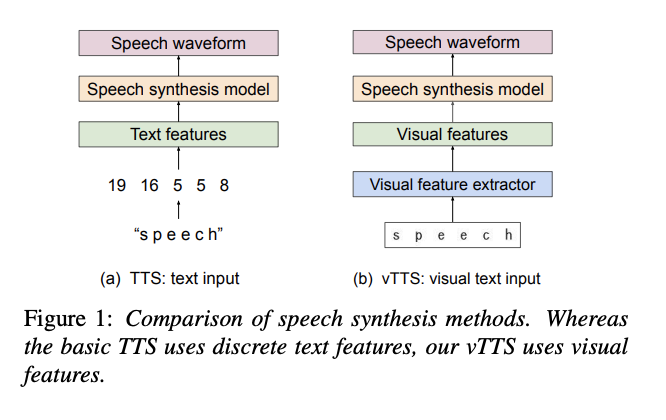 Speech waveform
Speech synthesis model
Text features
19 16 5 5 8
“s p e e c h”
(a) TTS: text input
Speech waveform
Speech synthesis model
Visual features
Visual feature extractor
s p e e c h
(b) vTTS: visual text input
Figure 1: Comparison of speech synthesis methods. Whereas
the basic TTS uses discrete text features, our vTTS uses visual
features.